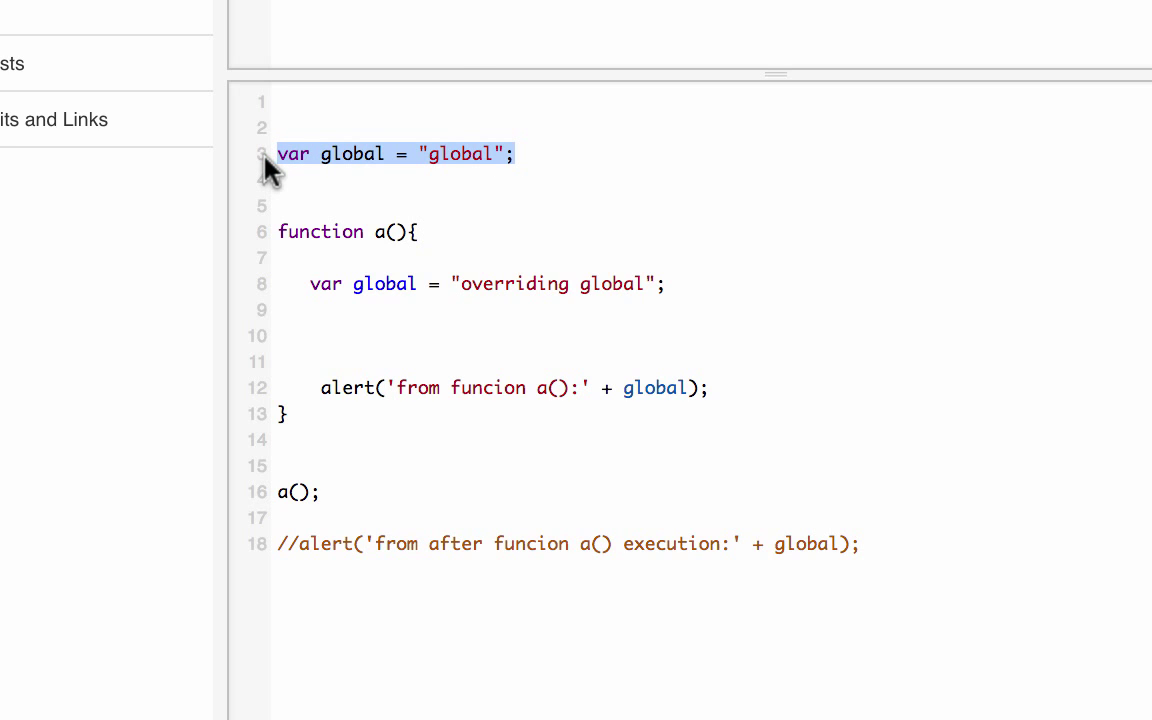 sts
its and Links
1
2
3 var global = "global";
4
5
6 function a(){
7
8 var global = "overriding global";
9
10
11
12 alert('from funcion a():' + global);
13 }
14
15
16 a();
17
18 //alert('from after funcion a() execution:' + global);